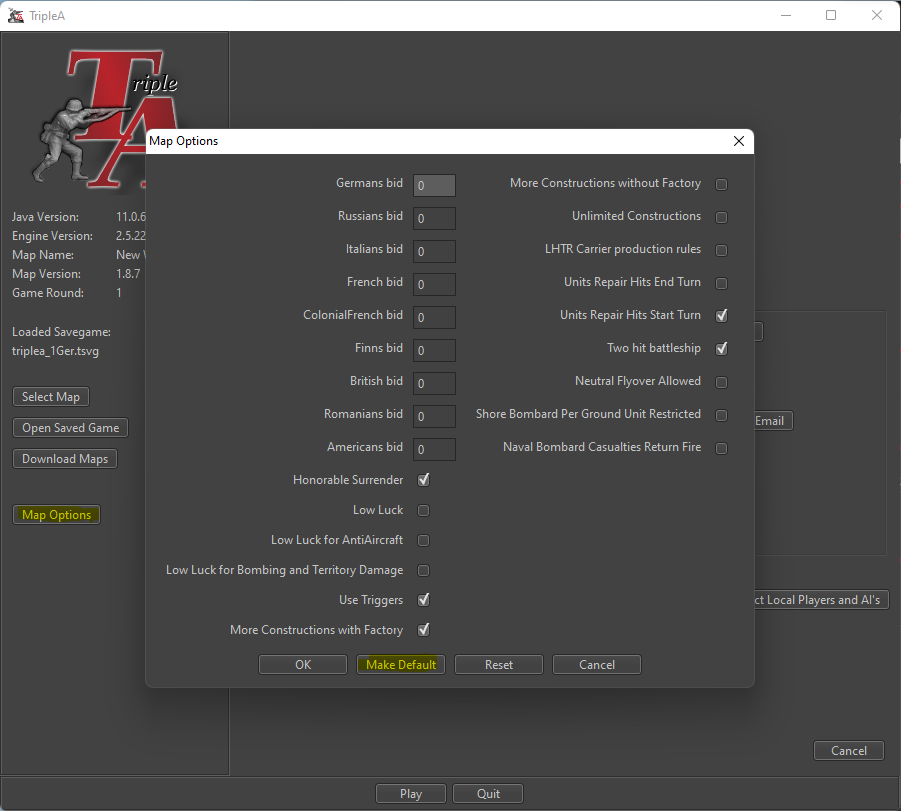 TripleA
Triple
A
Java Version: 11.0.6
Engine Version: 2.5.22
Map Name: New
Map Version: 1.8.7
Game Round: 1
Loaded Savegame:
triplea_1Ger.tsvg
Select Map
Open Saved Game
Download Maps
Map Options
Map Options
Germans bid 0
Russians bid 0
Italians bid 0
French bid 0
ColonialFrench bid 0
Finns bid 0
British bid 0
Romanians bid 0
Americans bid 0
Honorable Surrender
Low Luck
Low Luck for AntiAircraft
Low Luck for Bombing and Territory Damage
Use Triggers
More Constructions with Factory
More Constructions without Factory
Unlimited Constructions
LHTR Carrier production rules
Units Repair Hits End Turn
Units Repair Hits Start Turn
Two hit battleship
Neutral Flyover Allowed
Shore Bombard Per Ground Unit Restricted
Naval Bombard Casualties Return Fire
OK Make Default Reset Cancel
Email
ct Local Players and AI's
Cancel
Play Quit